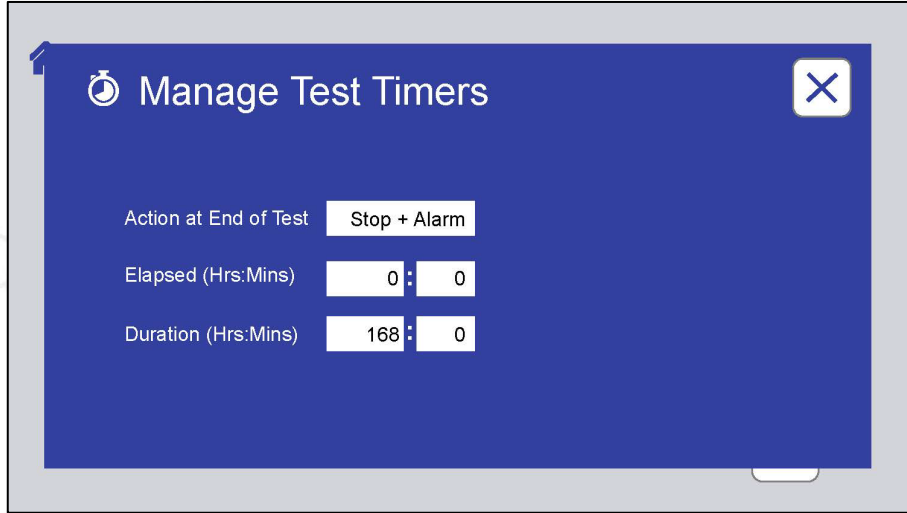 Manage Test Timers
Action at End of Test Stop + Alarm
Elapsed (Hrs:Mins) 0 : 0
Duration (Hrs:Mins) 168 : 0